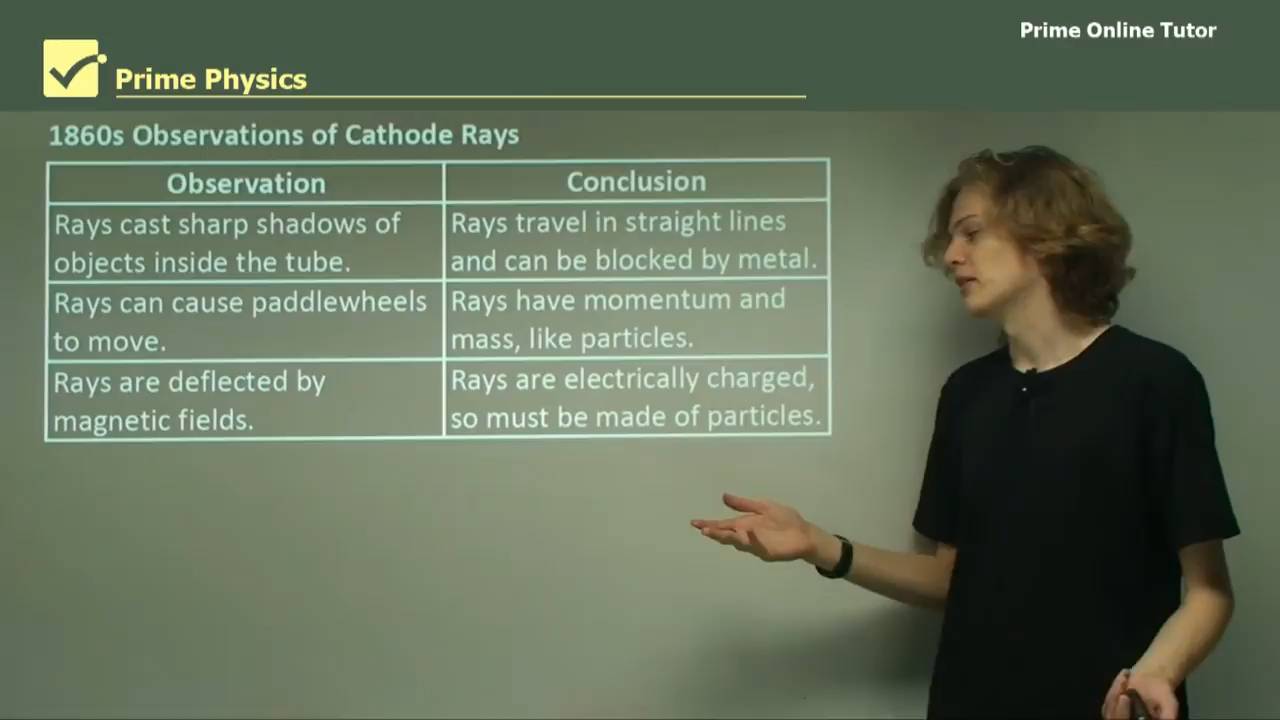 Prime Online Tutor
Prime Physics
1860s Observations of Cathode Rays
Observation
Conclusion
Rays cast sharp shadows of
objects inside the tube.
Rays travel in straight lines
and can be blocked by metal.
Rays can cause paddlewheels
to move.
Rays have momentum and
mass, like particles.
Rays are deflected by
magnetic fields.
Rays are electrically charged,
so must be made of particles.